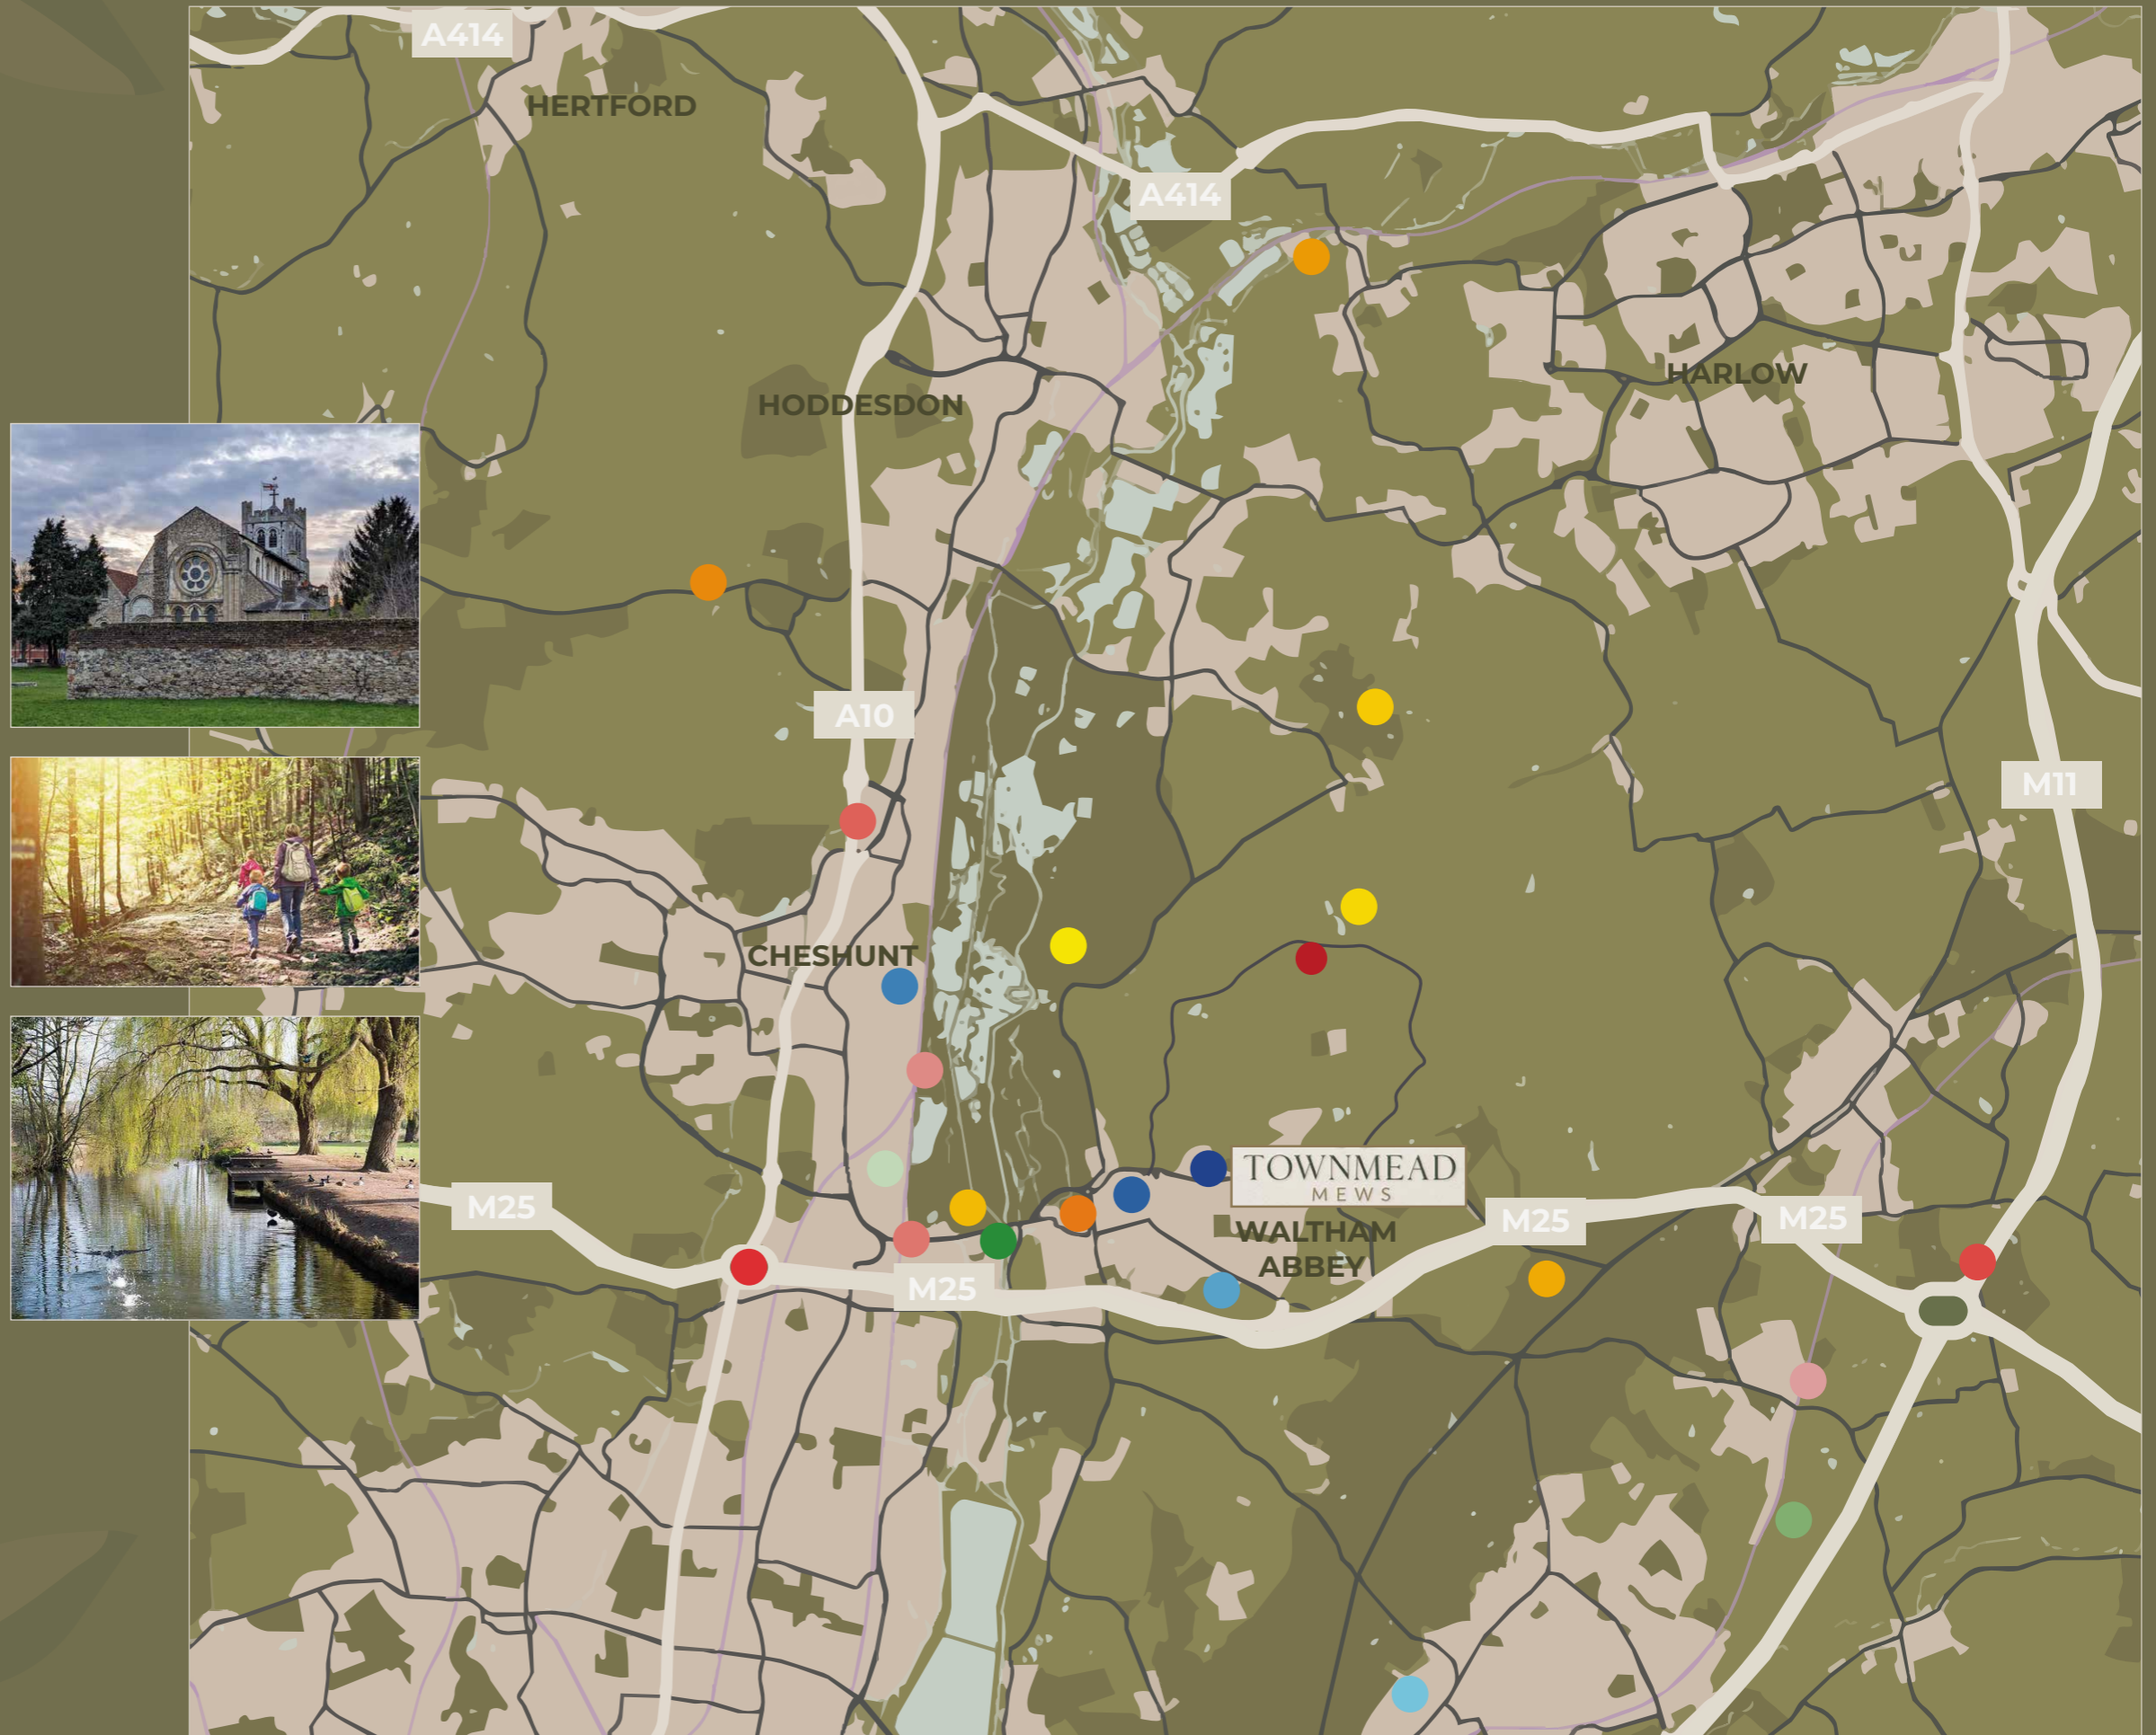 A414
HERTFORD
A414
HARLOW
HODDESDON
A10
M11
CHESHUNT
TOWNMEAD
MEWS
M25
M25
M25
WALTHAM
ABBEY
M25